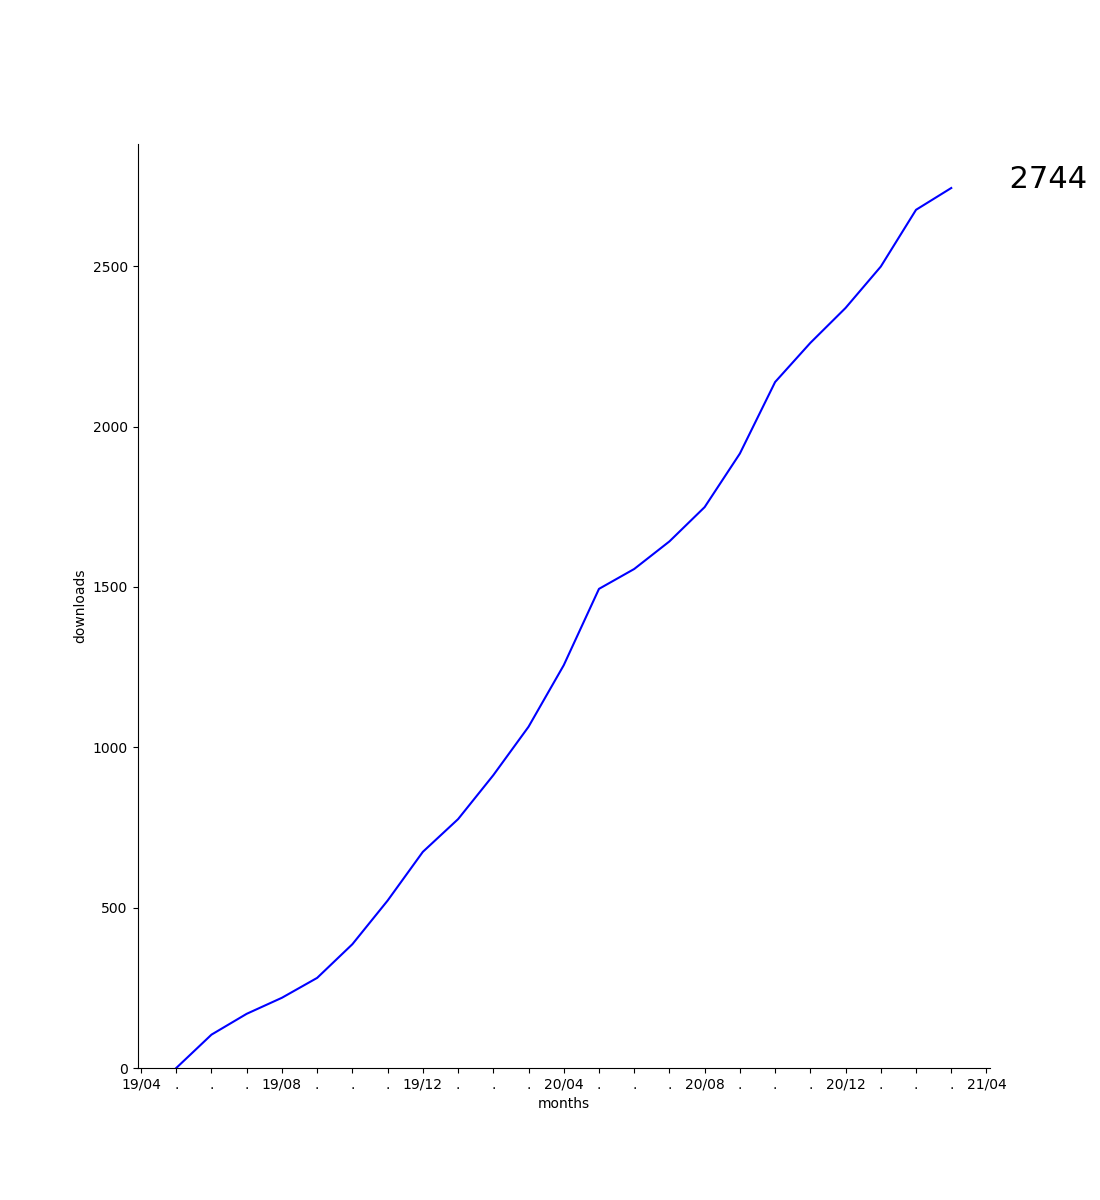 2744
2500
2000
1500
1000
500
0
downloads
19/04 . . . 19/08 . . . 19/12 . . . 20/04 . . . 20/08 . . . 20/12 . . . 21/04
months